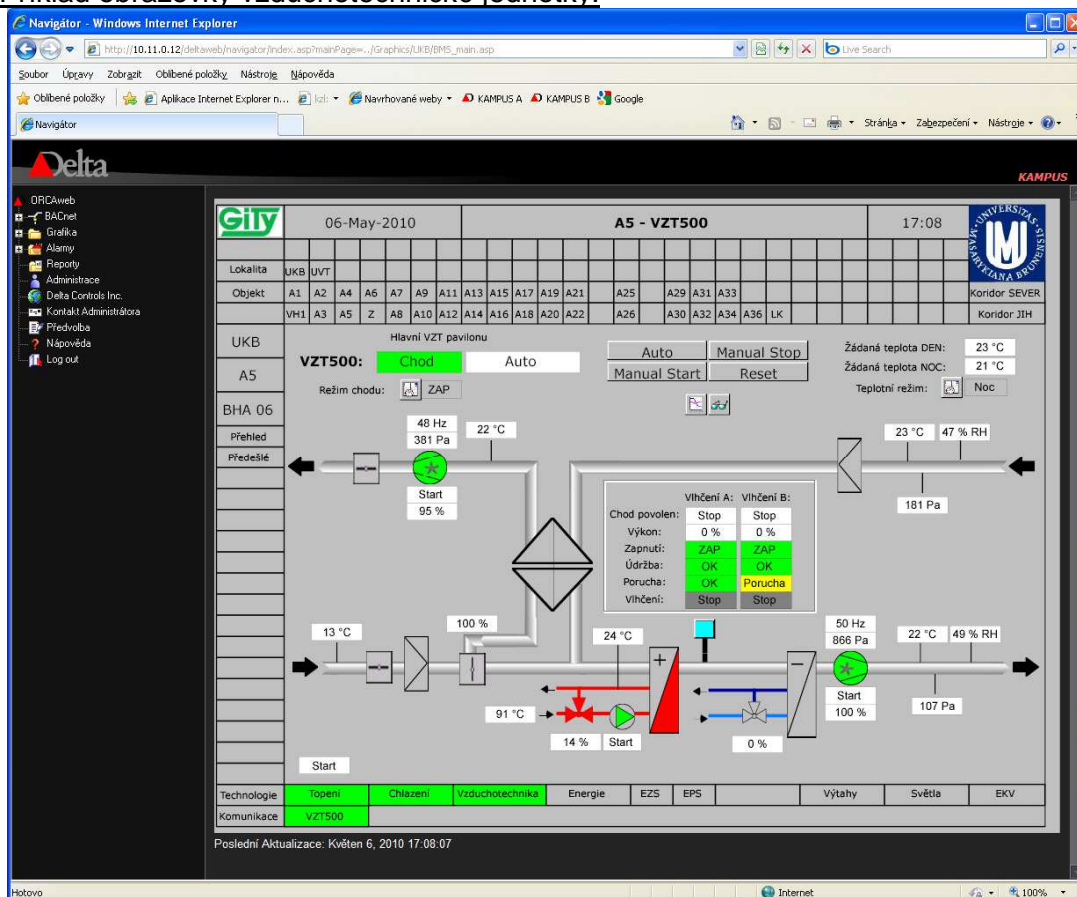 Příklad obrazovky vzduchotechnické jednotky:
Navigátor - Windows Internet Explorer
http://10.11.0.12/deltaweb/navigator/index.asp?mainPage=../Graphics/UKB/BMS_main.asp
Live Search
Soubor Úpravy Zobrazit Oblíbené položky Nástroje Nápověda
Oblíbené položky Aplikace Internet Explorer n... kzl: Navrhované weby KAMPUS A KAMPUS B Google
Navigátor
Stránka Zabezpečení Nástroje
Delta
KAMPUS
ORCAweb
BACnet
Grafika
Alarmy
Reporty
Administrace
Delta Controls Inc.
Kontakt Administrátora
Předvolba
Nápověda
Log out
GiTy 06-May-2010 A5 - VZT500 17:08
UNIVERSITAS MASARYKIANA BRUNENSIS
Lokalita UKB UVT
Objekt A1 A2 A4 A6 A7 A9 A11 A13 A15 A17 A19 A21 A25 A29 A31 A33 Koridor SEVER
VH1 A3 A5 Z A8 A10 A12 A14 A16 A18 A20 A22 A26 A30 A32 A34 A36 LK Koridor JIH
UKB
A5
BHA 06
Přehled
Předešlé
Hlavní VZT pavilonu
VZT500: Chod Auto
Režim chodu: ZAP
Auto Manual Stop
Manual Start Reset
Žádaná teplota DEN: 23 °C
Žádaná teplota NOC: 21 °C
Teplotní režim: Noc
48 Hz
381 Pa
22 °C
Start
95 %
23 °C 47 % RH
181 Pa
Vlhčení A: Vlhčení B:
Chod povolen: Stop Stop
Výkon: 0 % 0 %
Zapnutí: ZAP ZAP
Údržba: OK OK
Porucha: OK Porucha
Vlhčení: Stop Stop
13 °C
100 %
24 °C
+
−
50 Hz
866 Pa
22 °C 49 % RH
Start
100 %
107 Pa
91 °C
14 % Start
0 %
Start
Technologie Topení Chlazení Vzduchotechnika Energie EZS EPS Výtahy Světla EKV
Komunikace VZT500
Poslední Aktualizace: Květen 6, 2010 17:08:07
Hotovo Internet 100%